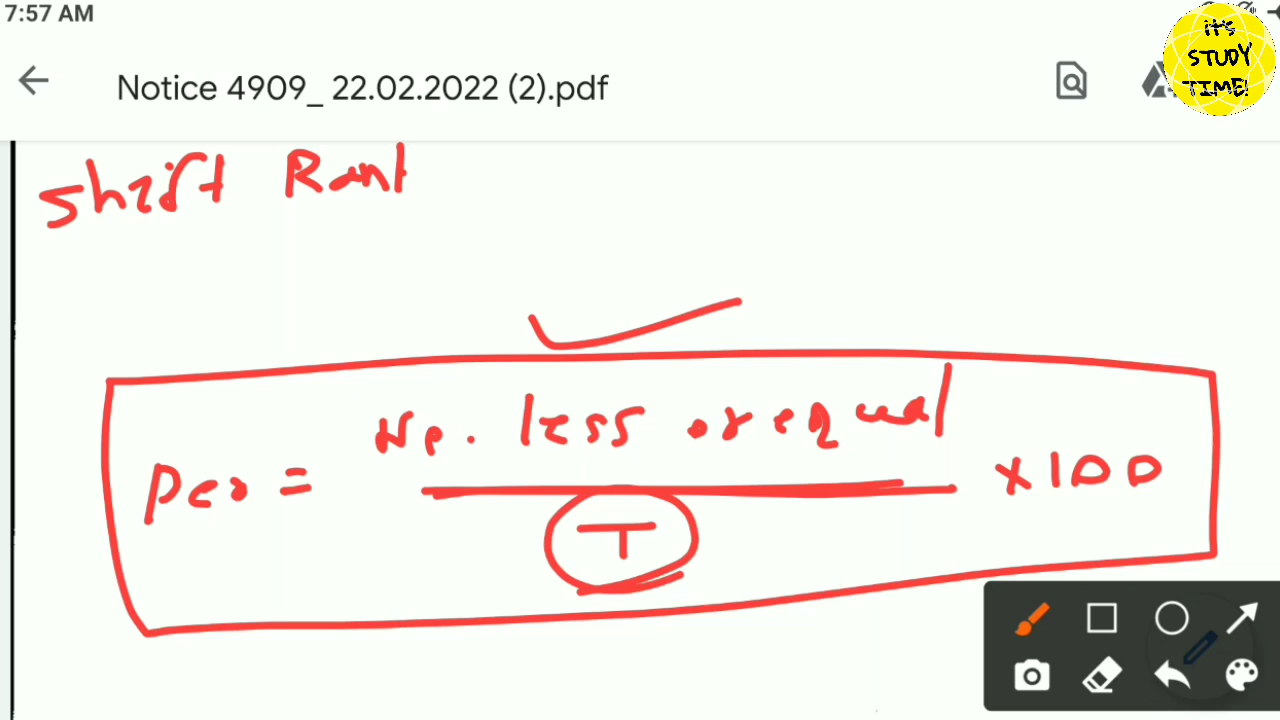 7:57 AM
Notice 4909_ 22.02.2022 (2).pdf
IT'S
STUDY
TIME!
Shift Rank
No. less or equal
Per = × 100
T